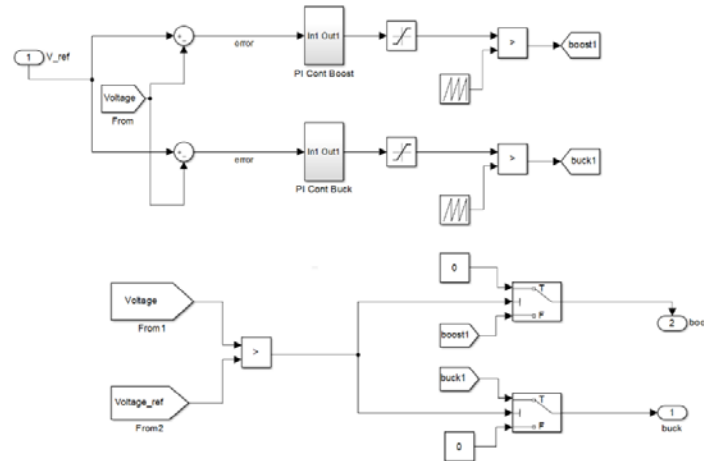 1
V_ref
+
-
error
In1 Out1
PI Cont Boost
>
boost1
Voltage
From
+
-
error
In1 Out1
PI Cont Buck
>
buck1
Voltage
From1
>
Voltage_ref
From2
0
T
F
boost1
2
boo
buck1
T
F
0
1
buck